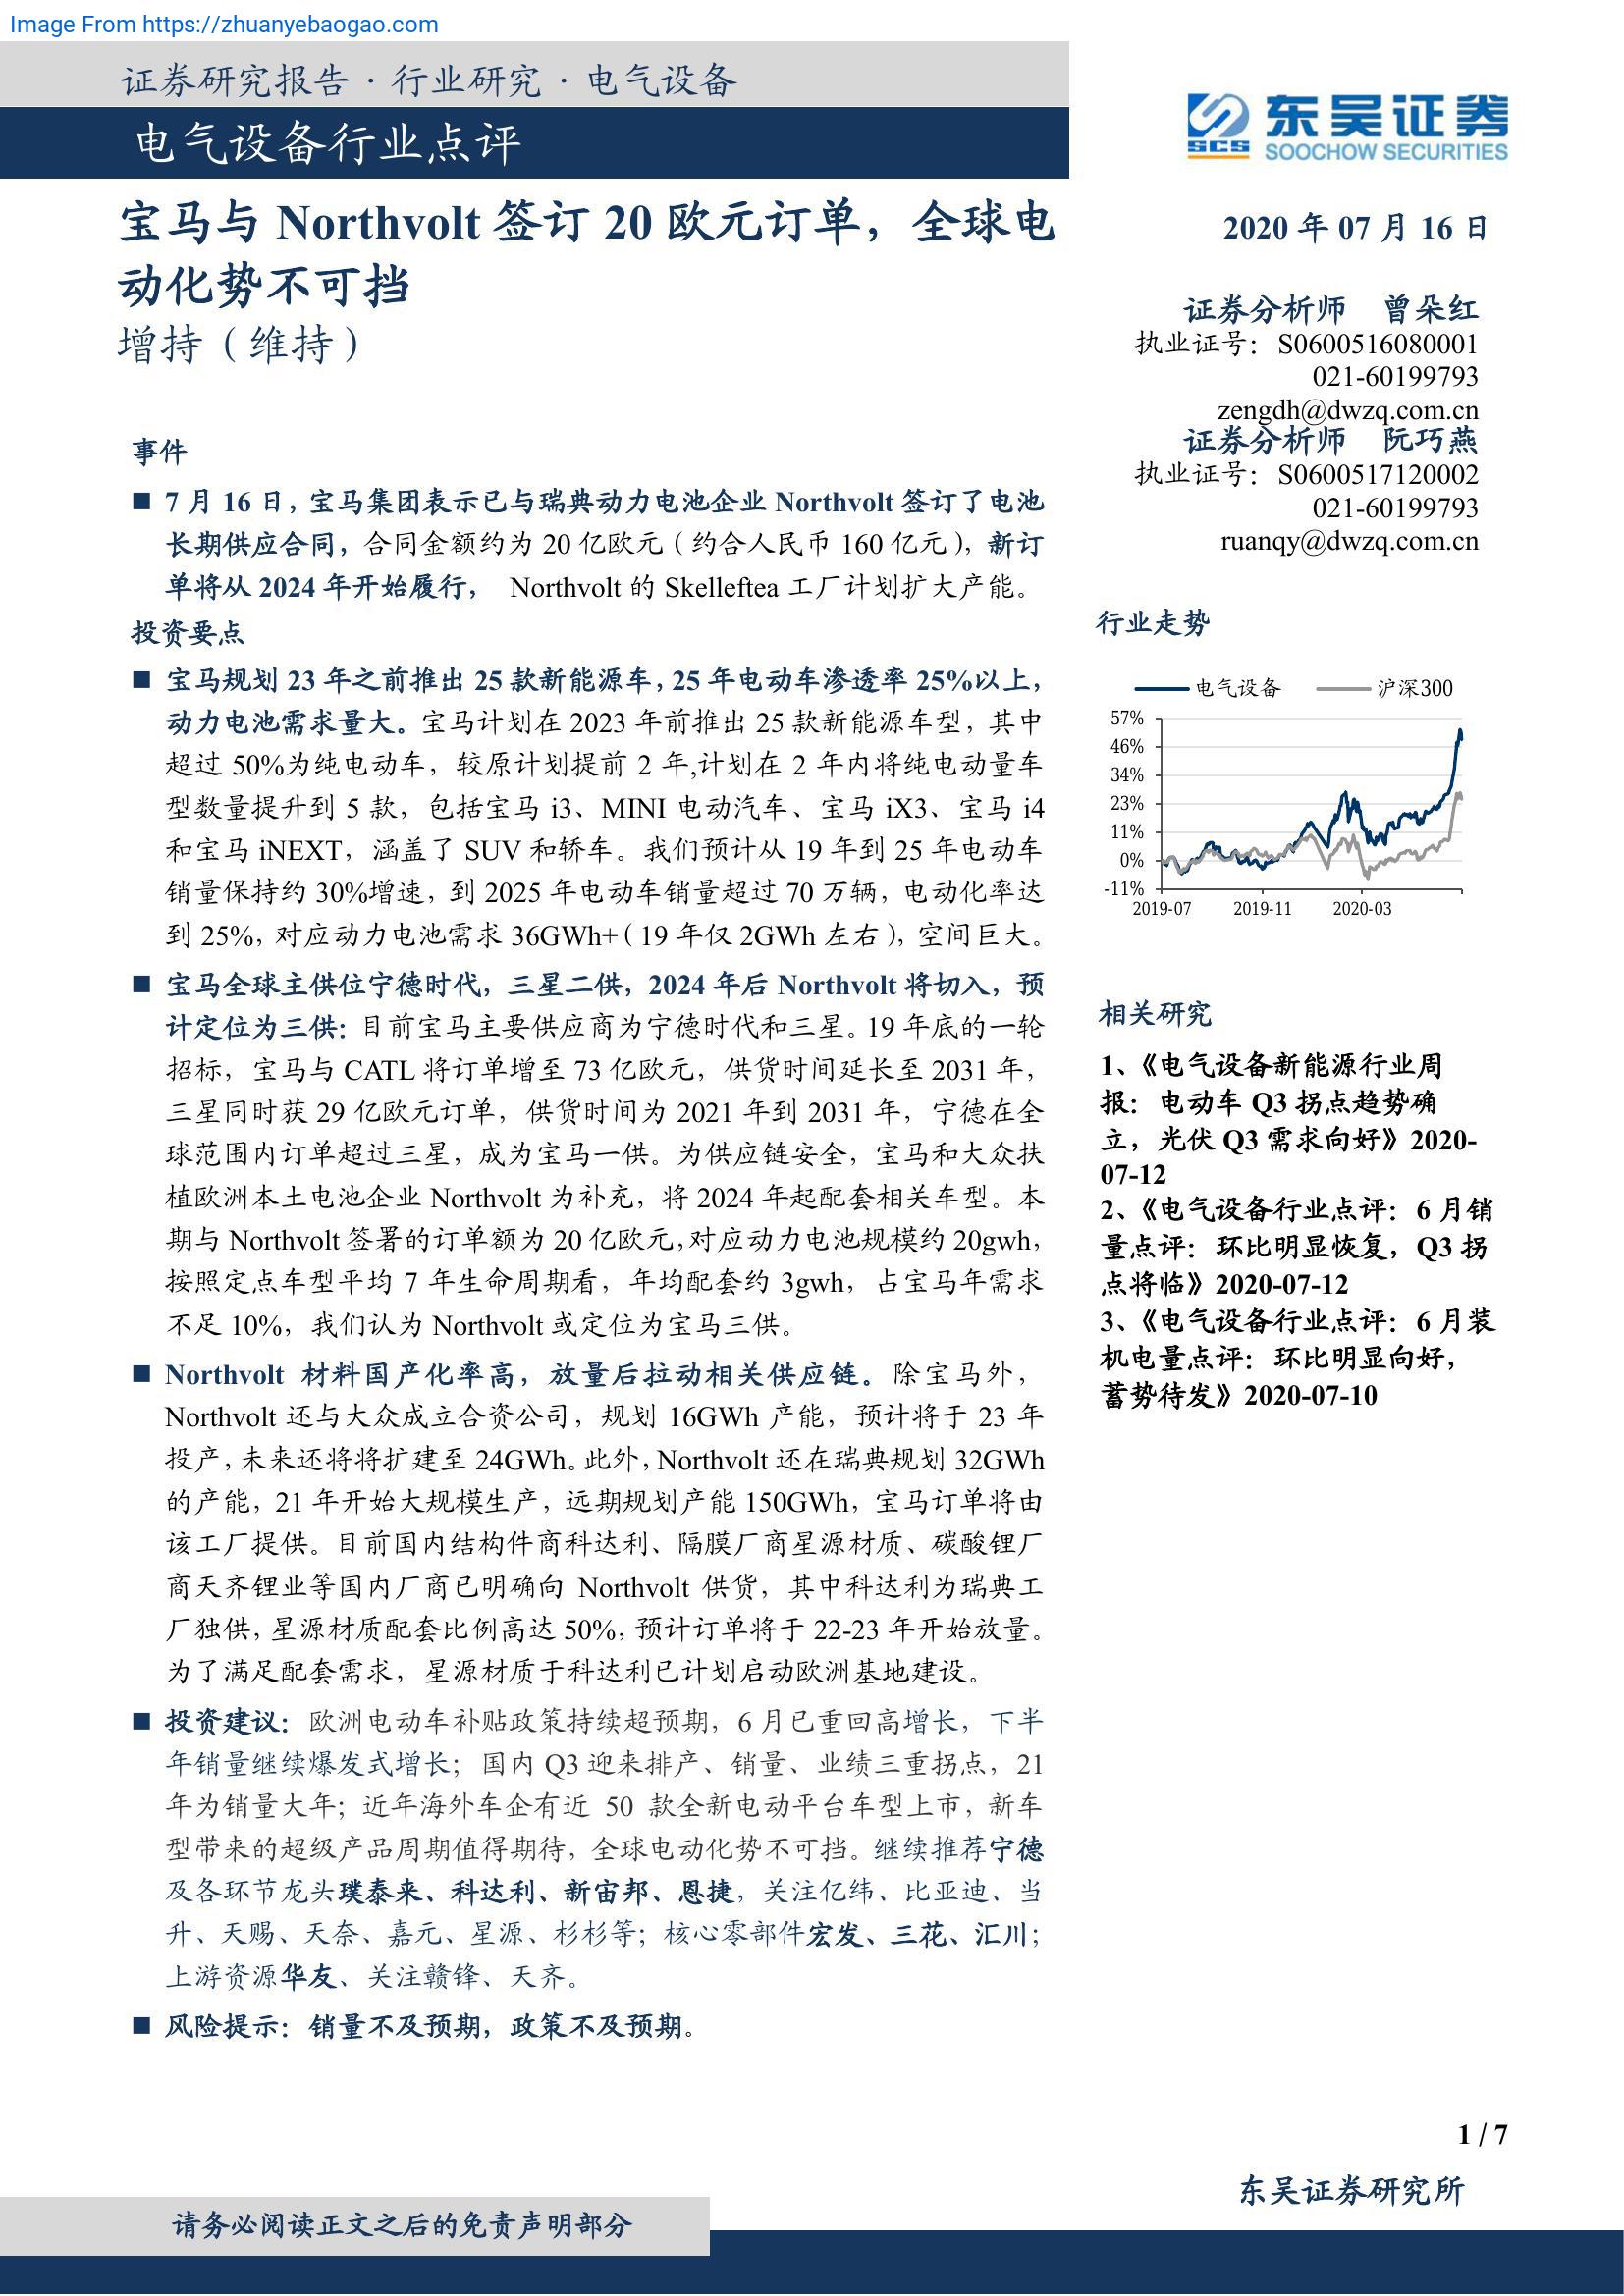 Image From https://zhuanyebaogao.com
证券研究报告·行业研究·电气设备
电气设备行业点评
SCS 东吴证券
SOOCHOW SECURITIES
宝马与 Northvolt 签订 20 欧元订单，全球电
动化势不可挡
增持（维持）
事件
■ 7 月 16 日，宝马集团表示已与瑞典动力电池企业 Northvolt 签订了电池
长期供应合同，合同金额约为 20 亿欧元（约合人民币 160 亿元），新订
单将从 2024 年开始履行， Northvolt 的 Skelleftea 工厂计划扩大产能。
投资要点
■ 宝马规划 23 年之前推出 25 款新能源车，25 年电动车渗透率 25%以上，
动力电池需求量大。宝马计划在 2023 年前推出 25 款新能源车型，其中
超过 50%为纯电动车，较原计划提前 2 年,计划在 2 年内将纯电动量车
型数量提升到 5 款，包括宝马 i3、MINI 电动汽车、宝马 iX3、宝马 i4
和宝马 iNEXT，涵盖了 SUV 和轿车。我们预计从 19 年到 25 年电动车
销量保持约 30%增速，到 2025 年电动车销量超过 70 万辆，电动化率达
到 25%，对应动力电池需求 36GWh+（19 年仅 2GWh 左右），空间巨大。
■ 宝马全球主供位宁德时代，三星二供，2024 年后 Northvolt 将切入，预
计定位为三供：目前宝马主要供应商为宁德时代和三星。19 年底的一轮
招标，宝马与 CATL 将订单增至 73 亿欧元，供货时间延长至 2031 年，
三星同时获 29 亿欧元订单，供货时间为 2021 年到 2031 年，宁德在全
球范围内订单超过三星，成为宝马一供。为供应链安全，宝马和大众扶
植欧洲本土电池企业 Northvolt 为补充，将 2024 年起配套相关车型。本
期与 Northvolt 签署的订单额为 20 亿欧元，对应动力电池规模约 20gwh，
按照定点车型平均 7 年生命周期看，年均配套约 3gwh，占宝马年需求
不足 10%，我们认为 Northvolt 或定位为宝马三供。
■ Northvolt 材料国产化率高，放量后拉动相关供应链。除宝马外，
Northvolt 还与大众成立合资公司，规划 16GWh 产能，预计将于 23 年
投产，未来还将将扩建至 24GWh。此外，Northvolt 还在瑞典规划 32GWh
的产能，21 年开始大规模生产，远期规划产能 150GWh，宝马订单将由
该工厂提供。目前国内结构件商科达利、隔膜厂商星源材质、碳酸锂厂
商天齐锂业等国内厂商已明确向 Northvolt 供货，其中科达利为瑞典工
厂独供，星源材质配套比例高达 50%，预计订单将于 22-23 年开始放量。
为了满足配套需求，星源材质于科达利已计划启动欧洲基地建设。
■ 投资建议：欧洲电动车补贴政策持续超预期，6 月已重回高增长，下半
年销量继续爆发式增长；国内 Q3 迎来排产、销量、业绩三重拐点，21
年为销量大年；近年海外车企有近 50 款全新电动平台车型上市，新车
型带来的超级产品周期值得期待，全球电动化势不可挡。继续推荐宁德
及各环节龙头璞泰来、科达利、新宙邦、恩捷，关注亿纬、比亚迪、当
升、天赐、天奈、嘉元、星源、杉杉等；核心零部件宏发、三花、汇川；
上游资源华友、关注赣锋、天齐。
■ 风险提示：销量不及预期，政策不及预期。
2020 年 07 月 16 日
证券分析师 曾朵红
执业证号：S0600516080001
021-60199793
zengdh@dwzq.com.cn
证券分析师 阮巧燕
执业证号：S0600517120002
021-60199793
ruanqy@dwzq.com.cn
行业走势
电气设备 沪深300
57%
46%
34%
23%
11%
0%
-11%
2019-07 2019-11 2020-03
相关研究
1、《电气设备新能源行业周
报：电动车 Q3 拐点趋势确
立，光伏 Q3 需求向好》2020-
07-12
2、《电气设备行业点评：6 月销
量点评：环比明显恢复，Q3 拐
点将临》2020-07-12
3、《电气设备行业点评：6 月装
机电量点评：环比明显向好，
蓄势待发》2020-07-10
1 / 7
东吴证券研究所
请务必阅读正文之后的免责声明部分